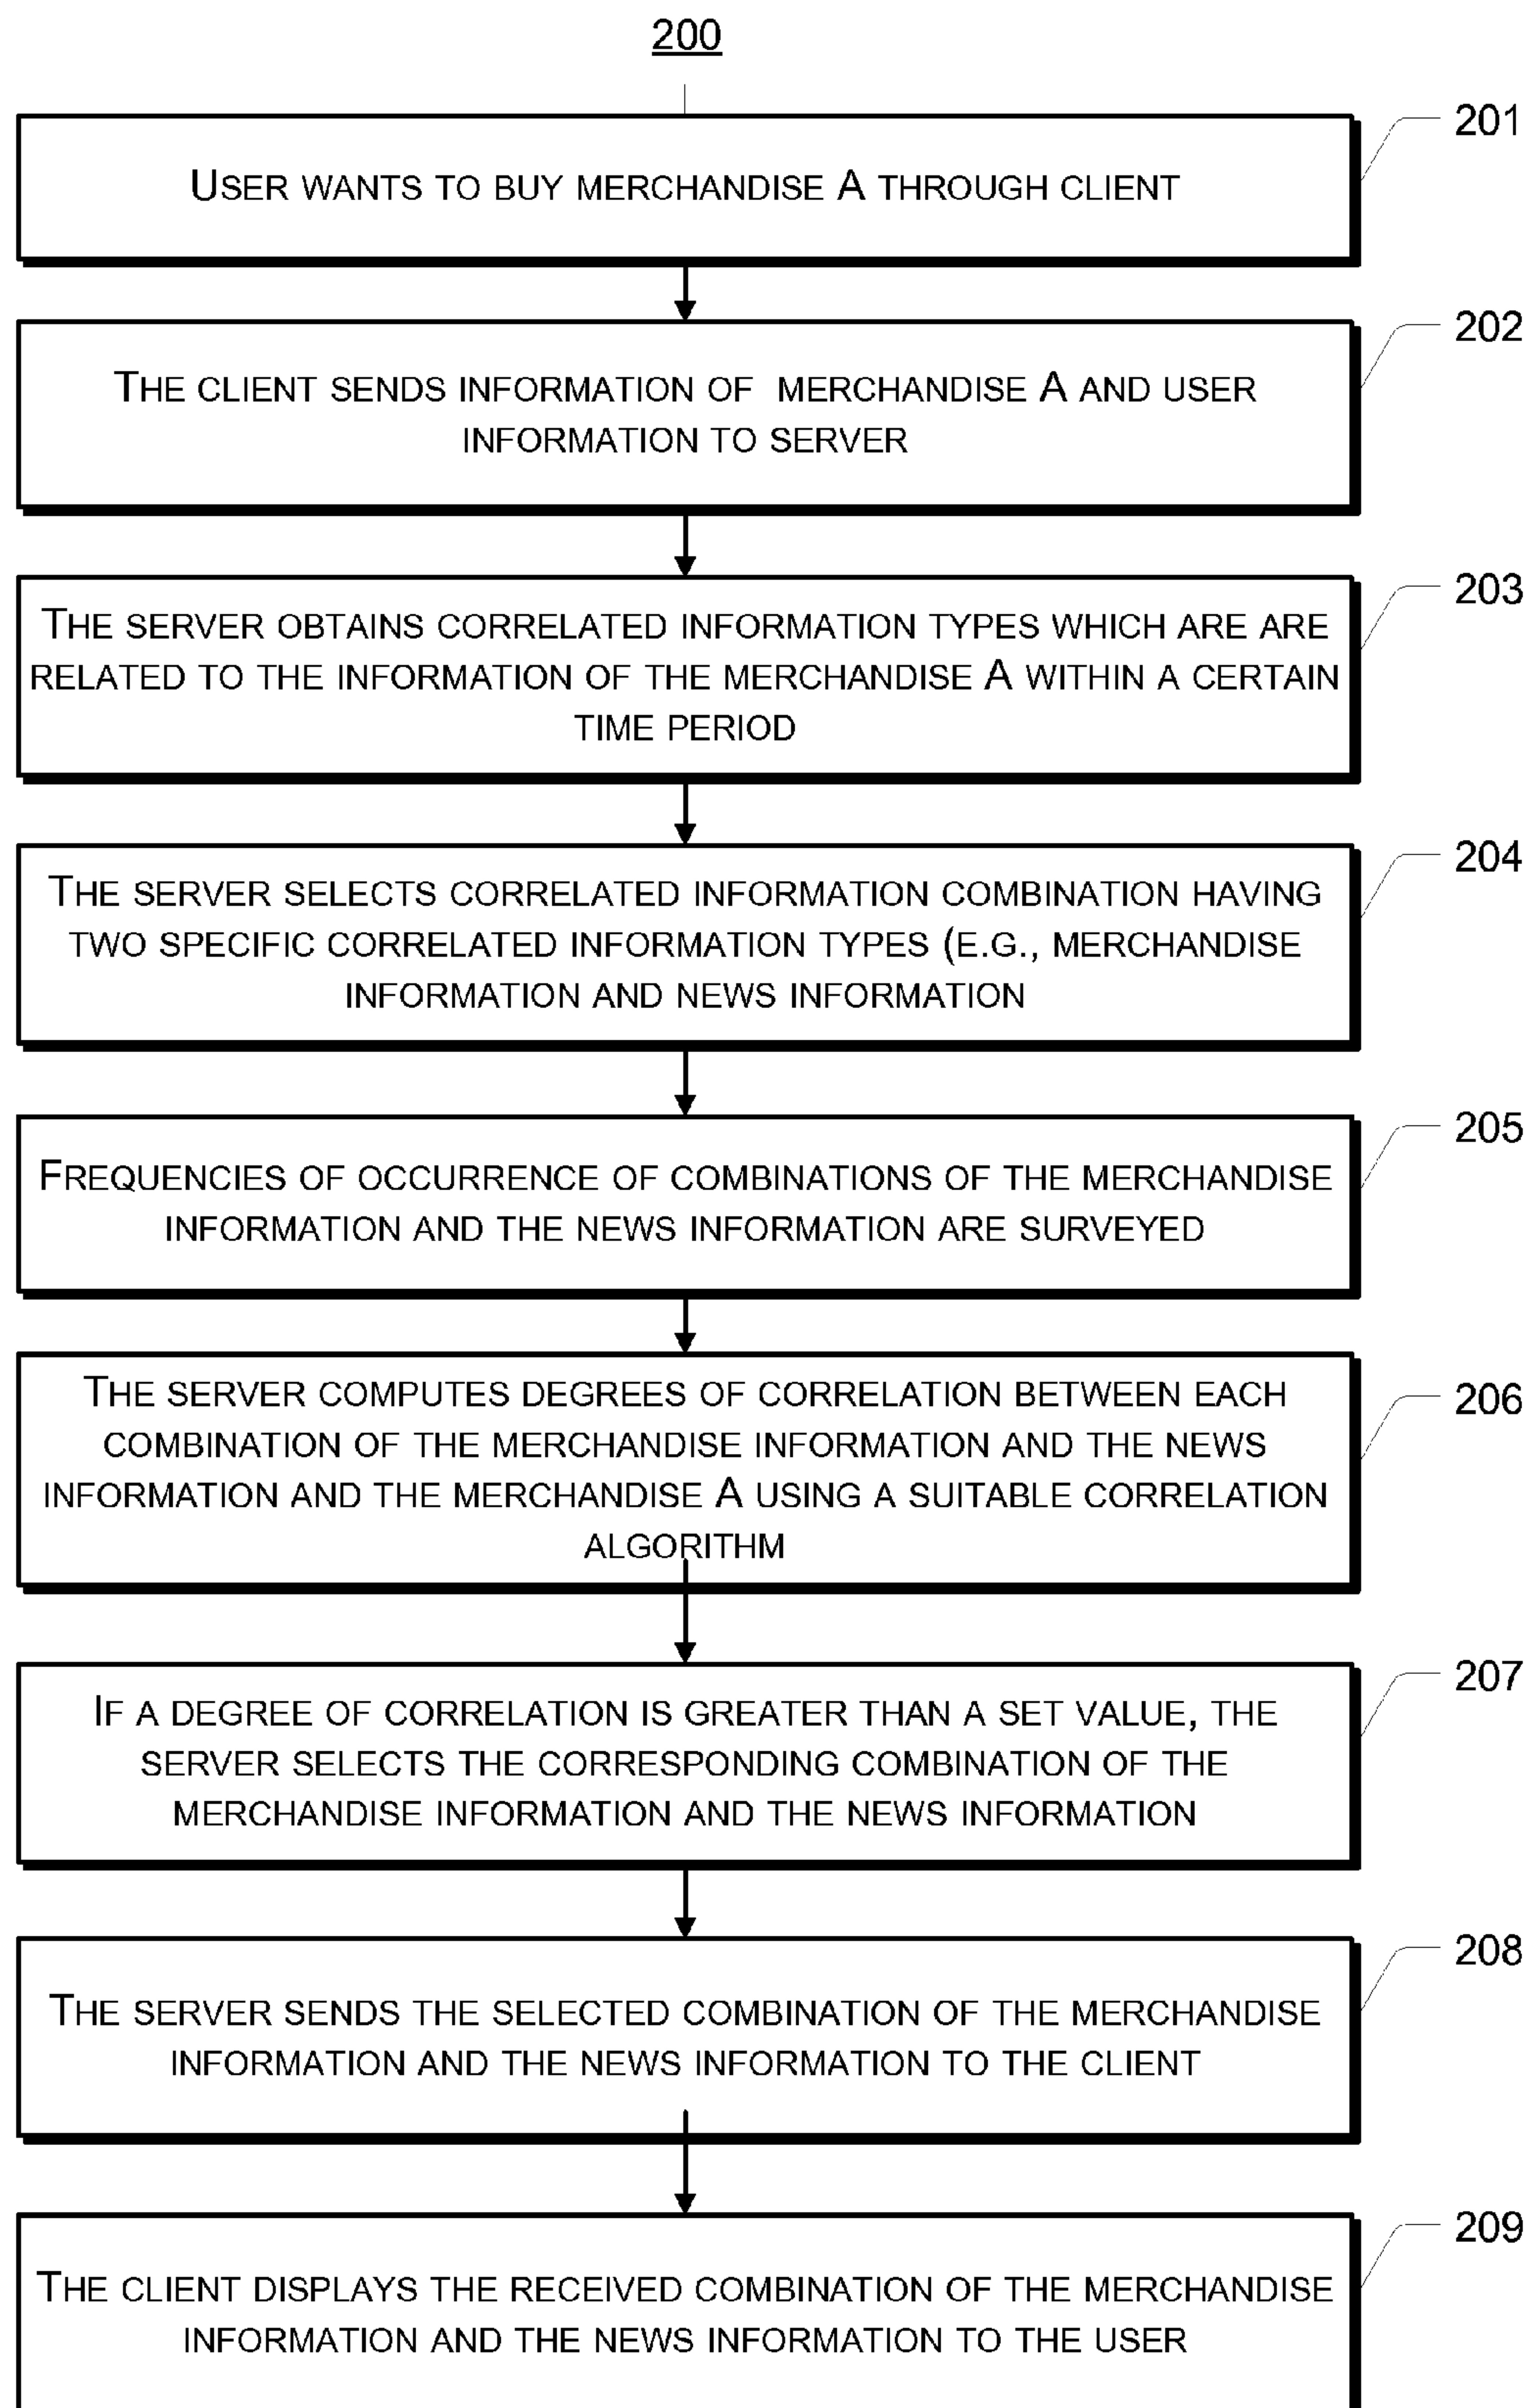 200
201
USER WANTS TO BUY MERCHANDISE A THROUGH CLIENT
202
THE CLIENT SENDS INFORMATION OF MERCHANDISE A AND USER
INFORMATION TO SERVER
203
THE SERVER OBTAINS CORRELATED INFORMATION TYPES WHICH ARE ARE
RELATED TO THE INFORMATION OF THE MERCHANDISE A WITHIN A CERTAIN
TIME PERIOD
204
THE SERVER SELECTS CORRELATED INFORMATION COMBINATION HAVING
TWO SPECIFIC CORRELATED INFORMATION TYPES (E.G., MERCHANDISE
INFORMATION AND NEWS INFORMATION
205
FREQUENCIES OF OCCURRENCE OF COMBINATIONS OF THE MERCHANDISE
INFORMATION AND THE NEWS INFORMATION ARE SURVEYED
206
THE SERVER COMPUTES DEGREES OF CORRELATION BETWEEN EACH
COMBINATION OF THE MERCHANDISE INFORMATION AND THE NEWS
INFORMATION AND THE MERCHANDISE A USING A SUITABLE CORRELATION
ALGORITHM
207
IF A DEGREE OF CORRELATION IS GREATER THAN A SET VALUE, THE
SERVER SELECTS THE CORRESPONDING COMBINATION OF THE
MERCHANDISE INFORMATION AND THE NEWS INFORMATION
208
THE SERVER SENDS THE SELECTED COMBINATION OF THE MERCHANDISE
INFORMATION AND THE NEWS INFORMATION TO THE CLIENT
209
THE CLIENT DISPLAYS THE RECEIVED COMBINATION OF THE MERCHANDISE
INFORMATION AND THE NEWS INFORMATION TO THE USER